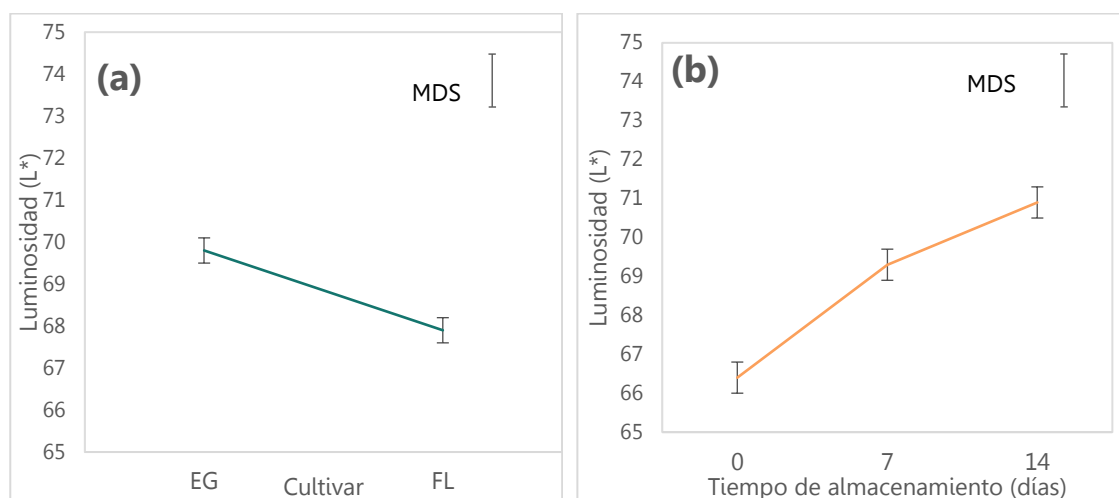 (a)
MDS
Luminosidad (L*)
75
74
73
72
71
70
69
68
67
66
65
EG
FL
Cultivar
(b)
MDS
Luminosidad (L*)
75
74
73
72
71
70
69
68
67
66
65
0
7
14
Tiempo de almacenamiento (días)